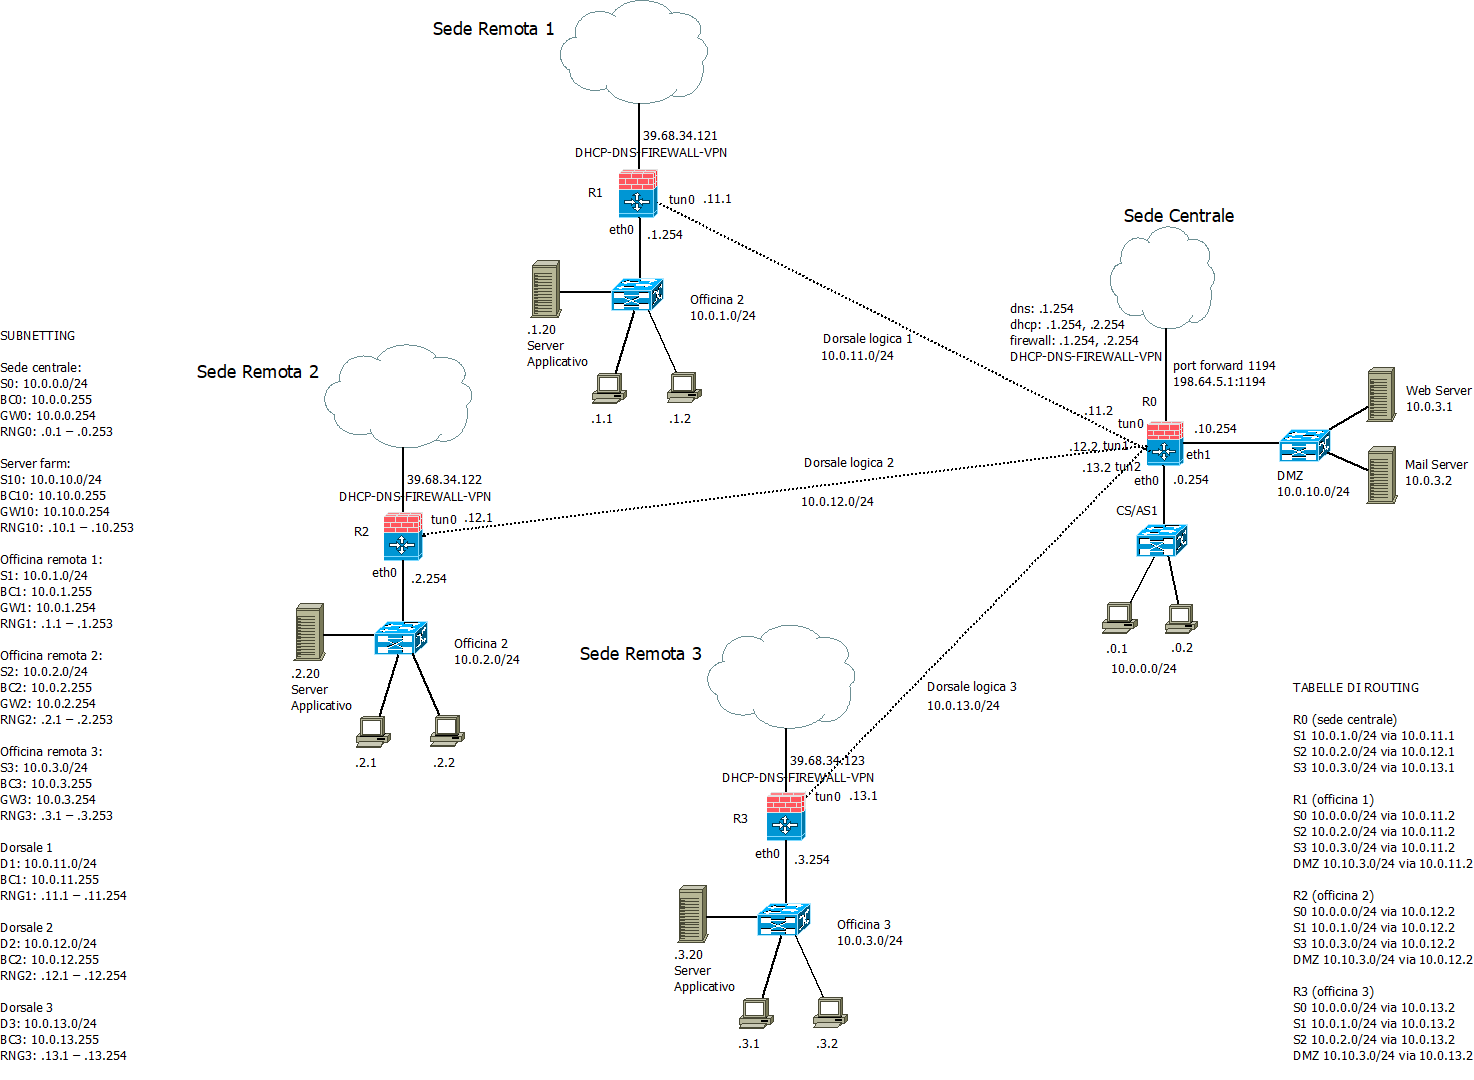 Sede Remota 1
39.68.34.121
DHCP-DNS-FIREWALL-VPN
R1
tun0 .11.1
eth0 .1.254
Officina 2
10.0.1.0/24
.1.20
Server
Applicativo
.1.1
.1.2
Sede Centrale
dns: .1.254
dhcp: .1.254, .2.254
firewall: .1.254, .2.254
DHCP-DNS-FIREWALL-VPN
port forward 1194
198.64.5.1:1194
R0
.11.2
tun0
.12.2 tun1
.13.2 tun2
eth0
.10.254
eth1
.0.254
Web Server
10.0.3.1
Mail Server
10.0.3.2
DMZ
10.0.10.0/24
CS/AS1
.0.1
.0.2
10.0.0.0/24
Dorsale logica 1
10.0.11.0/24
Dorsale logica 2
10.0.12.0/24
Dorsale logica 3
10.0.13.0/24
Sede Remota 2
39.68.34.122
DHCP-DNS-FIREWALL-VPN
R2
tun0 .12.1
eth0 .2.254
Officina 2
10.0.2.0/24
.2.20
Server
Applicativo
.2.1
.2.2
Sede Remota 3
39.68.34.123
DHCP-DNS-FIREWALL-VPN
R3
tun0 .13.1
eth0 .3.254
Officina 3
10.0.3.0/24
.3.20
Server
Applicativo
.3.1
.3.2
SUBNETTING
Sede centrale:
S0: 10.0.0.0/24
BC0: 10.0.0.255
GW0: 10.0.0.254
RNG0: .0.1 – .0.253
Server farm:
S10: 10.0.10.0/24
BC10: 10.10.0.255
GW10: 10.10.0.254
RNG10: .10.1 – .10.253
Officina remota 1:
S1: 10.0.1.0/24
BC1: 10.0.1.255
GW1: 10.0.1.254
RNG1: .1.1 – .1.253
Officina remota 2:
S2: 10.0.2.0/24
BC2: 10.0.2.255
GW2: 10.0.2.254
RNG2: .2.1 – .2.253
Officina remota 3:
S3: 10.0.3.0/24
BC3: 10.0.3.255
GW3: 10.0.3.254
RNG3: .3.1 – .3.253
Dorsale 1
D1: 10.0.11.0/24
BC1: 10.0.11.255
RNG1: .11.1 – .11.254
Dorsale 2
D2: 10.0.12.0/24
BC2: 10.0.12.255
RNG2: .12.1 – .12.254
Dorsale 3
D3: 10.0.13.0/24
BC3: 10.0.13.255
RNG3: .13.1 – .13.254
TABELLE DI ROUTING
R0 (sede centrale)
S1 10.0.1.0/24 via 10.0.11.1
S2 10.0.2.0/24 via 10.0.12.1
S3 10.0.3.0/24 via 10.0.13.1
R1 (officina 1)
S0 10.0.0.0/24 via 10.0.11.2
S2 10.0.2.0/24 via 10.0.11.2
S3 10.0.3.0/24 via 10.0.11.2
DMZ 10.10.3.0/24 via 10.0.11.2
R2 (officina 2)
S0 10.0.0.0/24 via 10.0.12.2
S1 10.0.1.0/24 via 10.0.12.2
S3 10.0.3.0/24 via 10.0.12.2
DMZ 10.10.3.0/24 via 10.0.12.2
R3 (officina 3)
S0 10.0.0.0/24 via 10.0.13.2
S1 10.0.1.0/24 via 10.0.13.2
S2 10.0.2.0/24 via 10.0.13.2
DMZ 10.10.3.0/24 via 10.0.13.2